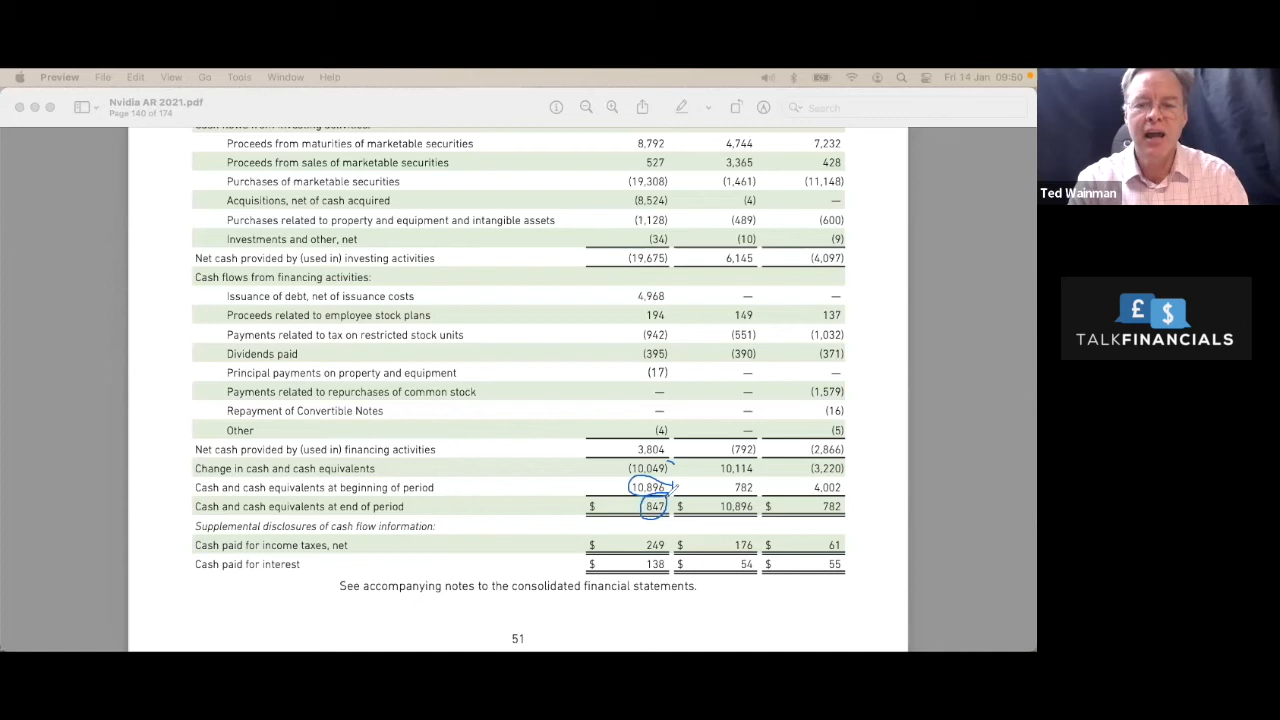 Preview File Edit View Go Tools Window Help Fri 14 Jan 09:50
Nvidia AR 2021.pdf
Page 140 of 174
Search
Cash flows from investing activities:
Proceeds from maturities of marketable securities 8,792 4,744 7,232
Proceeds from sales of marketable securities 527 3,365 428
Purchases of marketable securities (19,308) (1,461) (11,148)
Acquisitions, net of cash acquired (8,524) (4) —
Purchases related to property and equipment and intangible assets (1,128) (489) (600)
Investments and other, net (34) (10) (9)
Net cash provided by (used in) investing activities (19,675) 6,145 (4,097)
Cash flows from financing activities:
Issuance of debt, net of issuance costs 4,968 — —
Proceeds related to employee stock plans 194 149 137
Payments related to tax on restricted stock units (942) (551) (1,032)
Dividends paid (395) (390) (371)
Principal payments on property and equipment (17) — —
Payments related to repurchases of common stock — — (1,579)
Repayment of Convertible Notes — — (16)
Other (4) — (5)
Net cash provided by (used in) financing activities 3,804 (792) (2,866)
Change in cash and cash equivalents (10,049) 10,114 (3,220)
Cash and cash equivalents at beginning of period 10,896 782 4,002
Cash and cash equivalents at end of period $ 847 $ 10,896 $ 782
Supplemental disclosures of cash flow information:
Cash paid for income taxes, net $ 249 $ 176 $ 61
Cash paid for interest $ 138 $ 54 $ 55
See accompanying notes to the consolidated financial statements.
51
Ted Wainman
£ $
TALKFINANCIALS